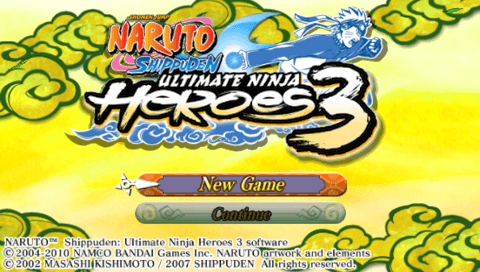 SHONEN JUMP
NARUTO
SHIPPUDEN
ULTIMATE NINJA
HEROES 3
New Game
Continue
NARUTO™ Shippuden: Ultimate Ninja Heroes 3 software
© 2004-2010 NAMCO BANDAI Games Inc. NARUTO artwork and elements
© 2002 MASASHI KISHIMOTO / 2007 SHIPPUDEN All rights reserved.